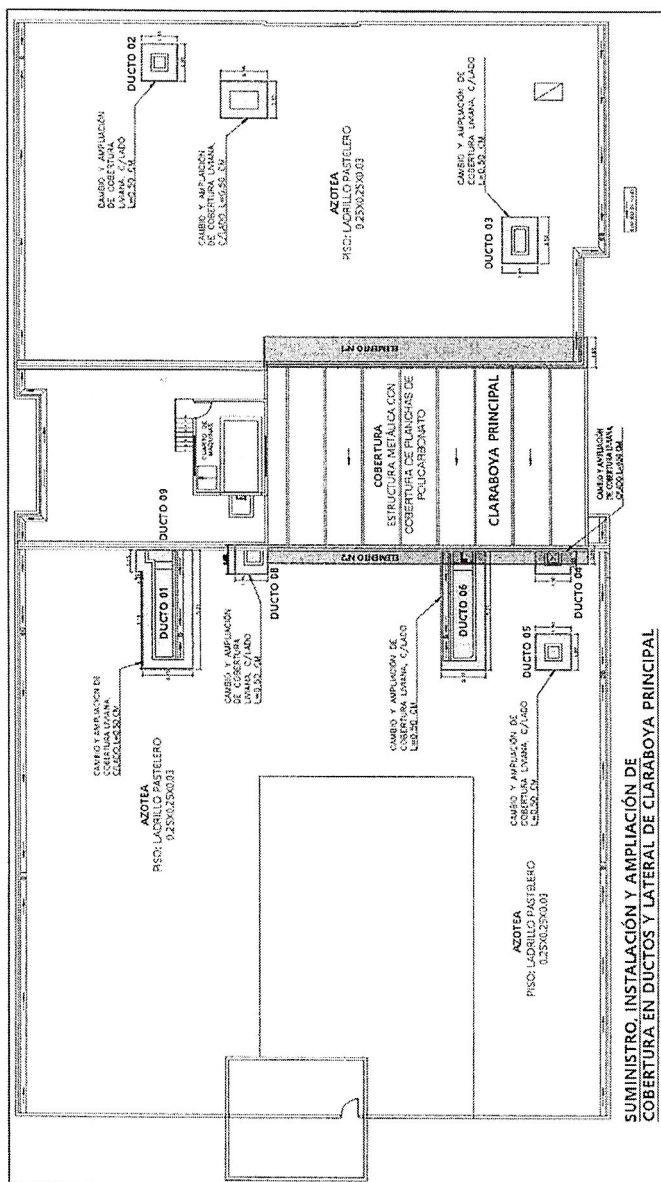 DUCTO 02
CAMBIO Y AMPLIACIÓN
DE COBERTURA
LIVIANA, C/LADO
L=0.50 CM
CAMBIO Y AMPLIACIÓN
DE COBERTURA LIVIANA,
C/LADO L=0.50 CM
AZOTEA
PISO: LADRILLO PASTELERO
0.25X0.25X0.03
CAMBIO Y AMPLIACIÓN DE
COBERTURA LIVIANA, C/LADO
L=0.50 CM
DUCTO 03
ELEMENTO N°1
CUARTO DE
MAQUINAS
COBERTURA
ESTRUCTURA METÁLICA CON
COBERTURA DE PLANCHAS DE
POLICARBONATO
CLARABOYA PRINCIPAL
CAMBIO Y AMPLIACIÓN
DE COBERTURA LIVIANA,
C/LADO L=0.50 CM
DUCTO 09
ELEMENTO N°2
DUCTO 01
DUCTO 08
DUCTO 06
DUCTO 04
DUCTO 05
CAMBIO Y AMPLIACIÓN DE
COBERTURA LIVIANA,
C/LADO L=0.50 CM
CAMBIO Y AMPLIACIÓN
DE COBERTURA
LIVIANA, C/LADO
L=0.50 CM
CAMBIO Y AMPLIACIÓN DE
COBERTURA LIVIANA, C/LADO
L=0.50 CM
CAMBIO Y AMPLIACIÓN DE
COBERTURA LIVIANA, C/LADO
L=0.50 CM
AZOTEA
PISO: LADRILLO PASTELERO
0.25X0.25X0.03
AZOTEA
PISO: LADRILLO PASTELERO
0.25X0.25X0.03
SUMINISTRO, INSTALACIÓN Y AMPLIACIÓN DE
COBERTURA EN DUCTOS Y LATERAL DE CLARABOYA PRINCIPAL